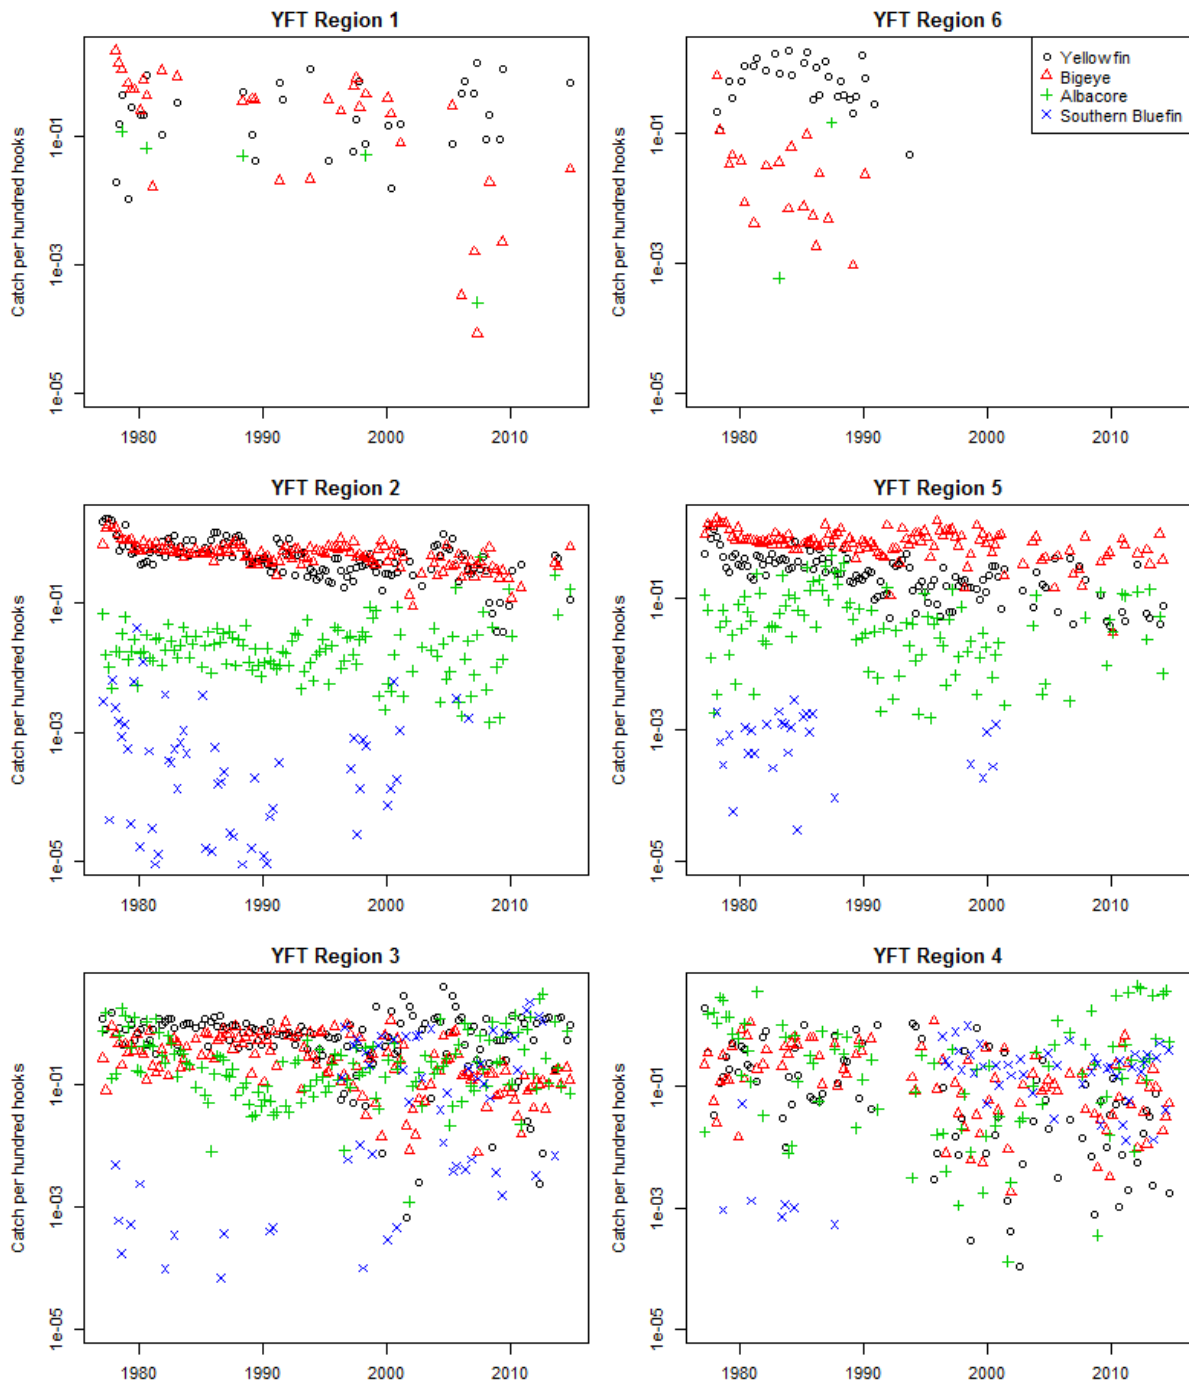 YFT Region 1
Catch per hundred hooks
1e-01
1e-03
1e-05
1980 1990 2000 2010
YFT Region 6
Yellowfin
Bigeye
Albacore
Southern Bluefin
Catch per hundred hooks
1e-01
1e-03
1e-05
1980 1990 2000 2010
YFT Region 2
Catch per hundred hooks
1e-01
1e-03
1e-05
1980 1990 2000 2010
YFT Region 5
Catch per hundred hooks
1e-01
1e-03
1e-05
1980 1990 2000 2010
YFT Region 3
Catch per hundred hooks
1e-01
1e-03
1e-05
1980 1990 2000 2010
YFT Region 4
Catch per hundred hooks
1e-01
1e-03
1e-05
1980 1990 2000 2010